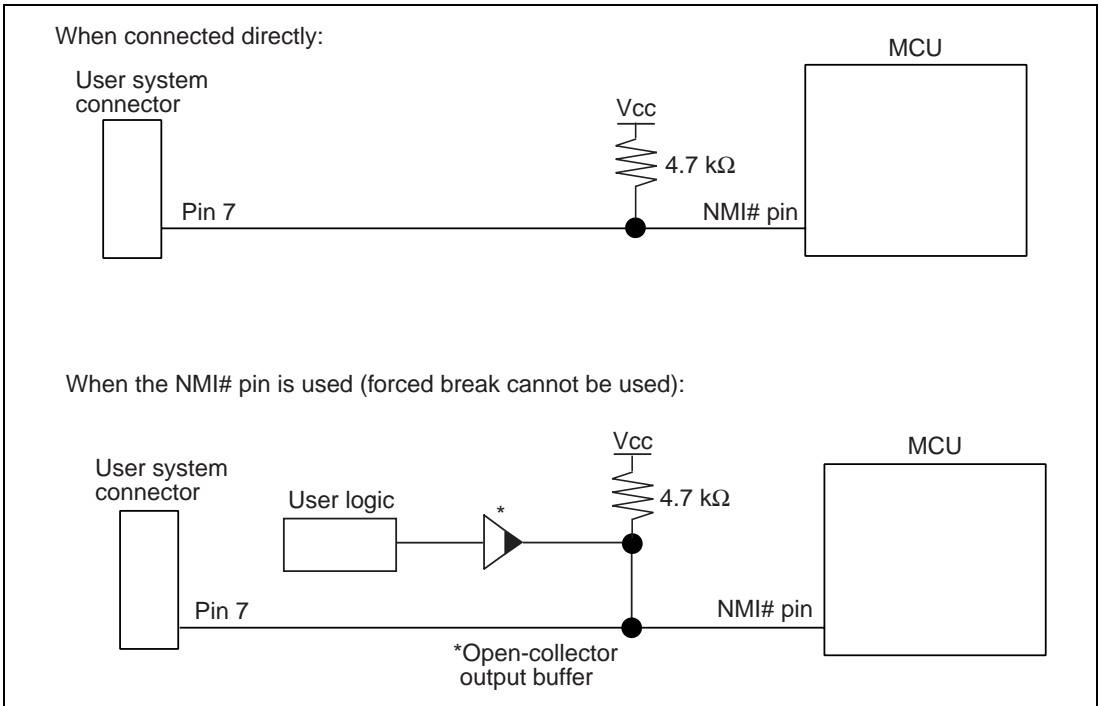 When connected directly:
MCU
User system
connector
Vcc
4.7 kΩ
Pin 7
NMI# pin
When the NMI# pin is used (forced break cannot be used):
Vcc
MCU
User system
connector
User logic
*
4.7 kΩ
Pin 7
NMI# pin
*Open-collector
output buffer